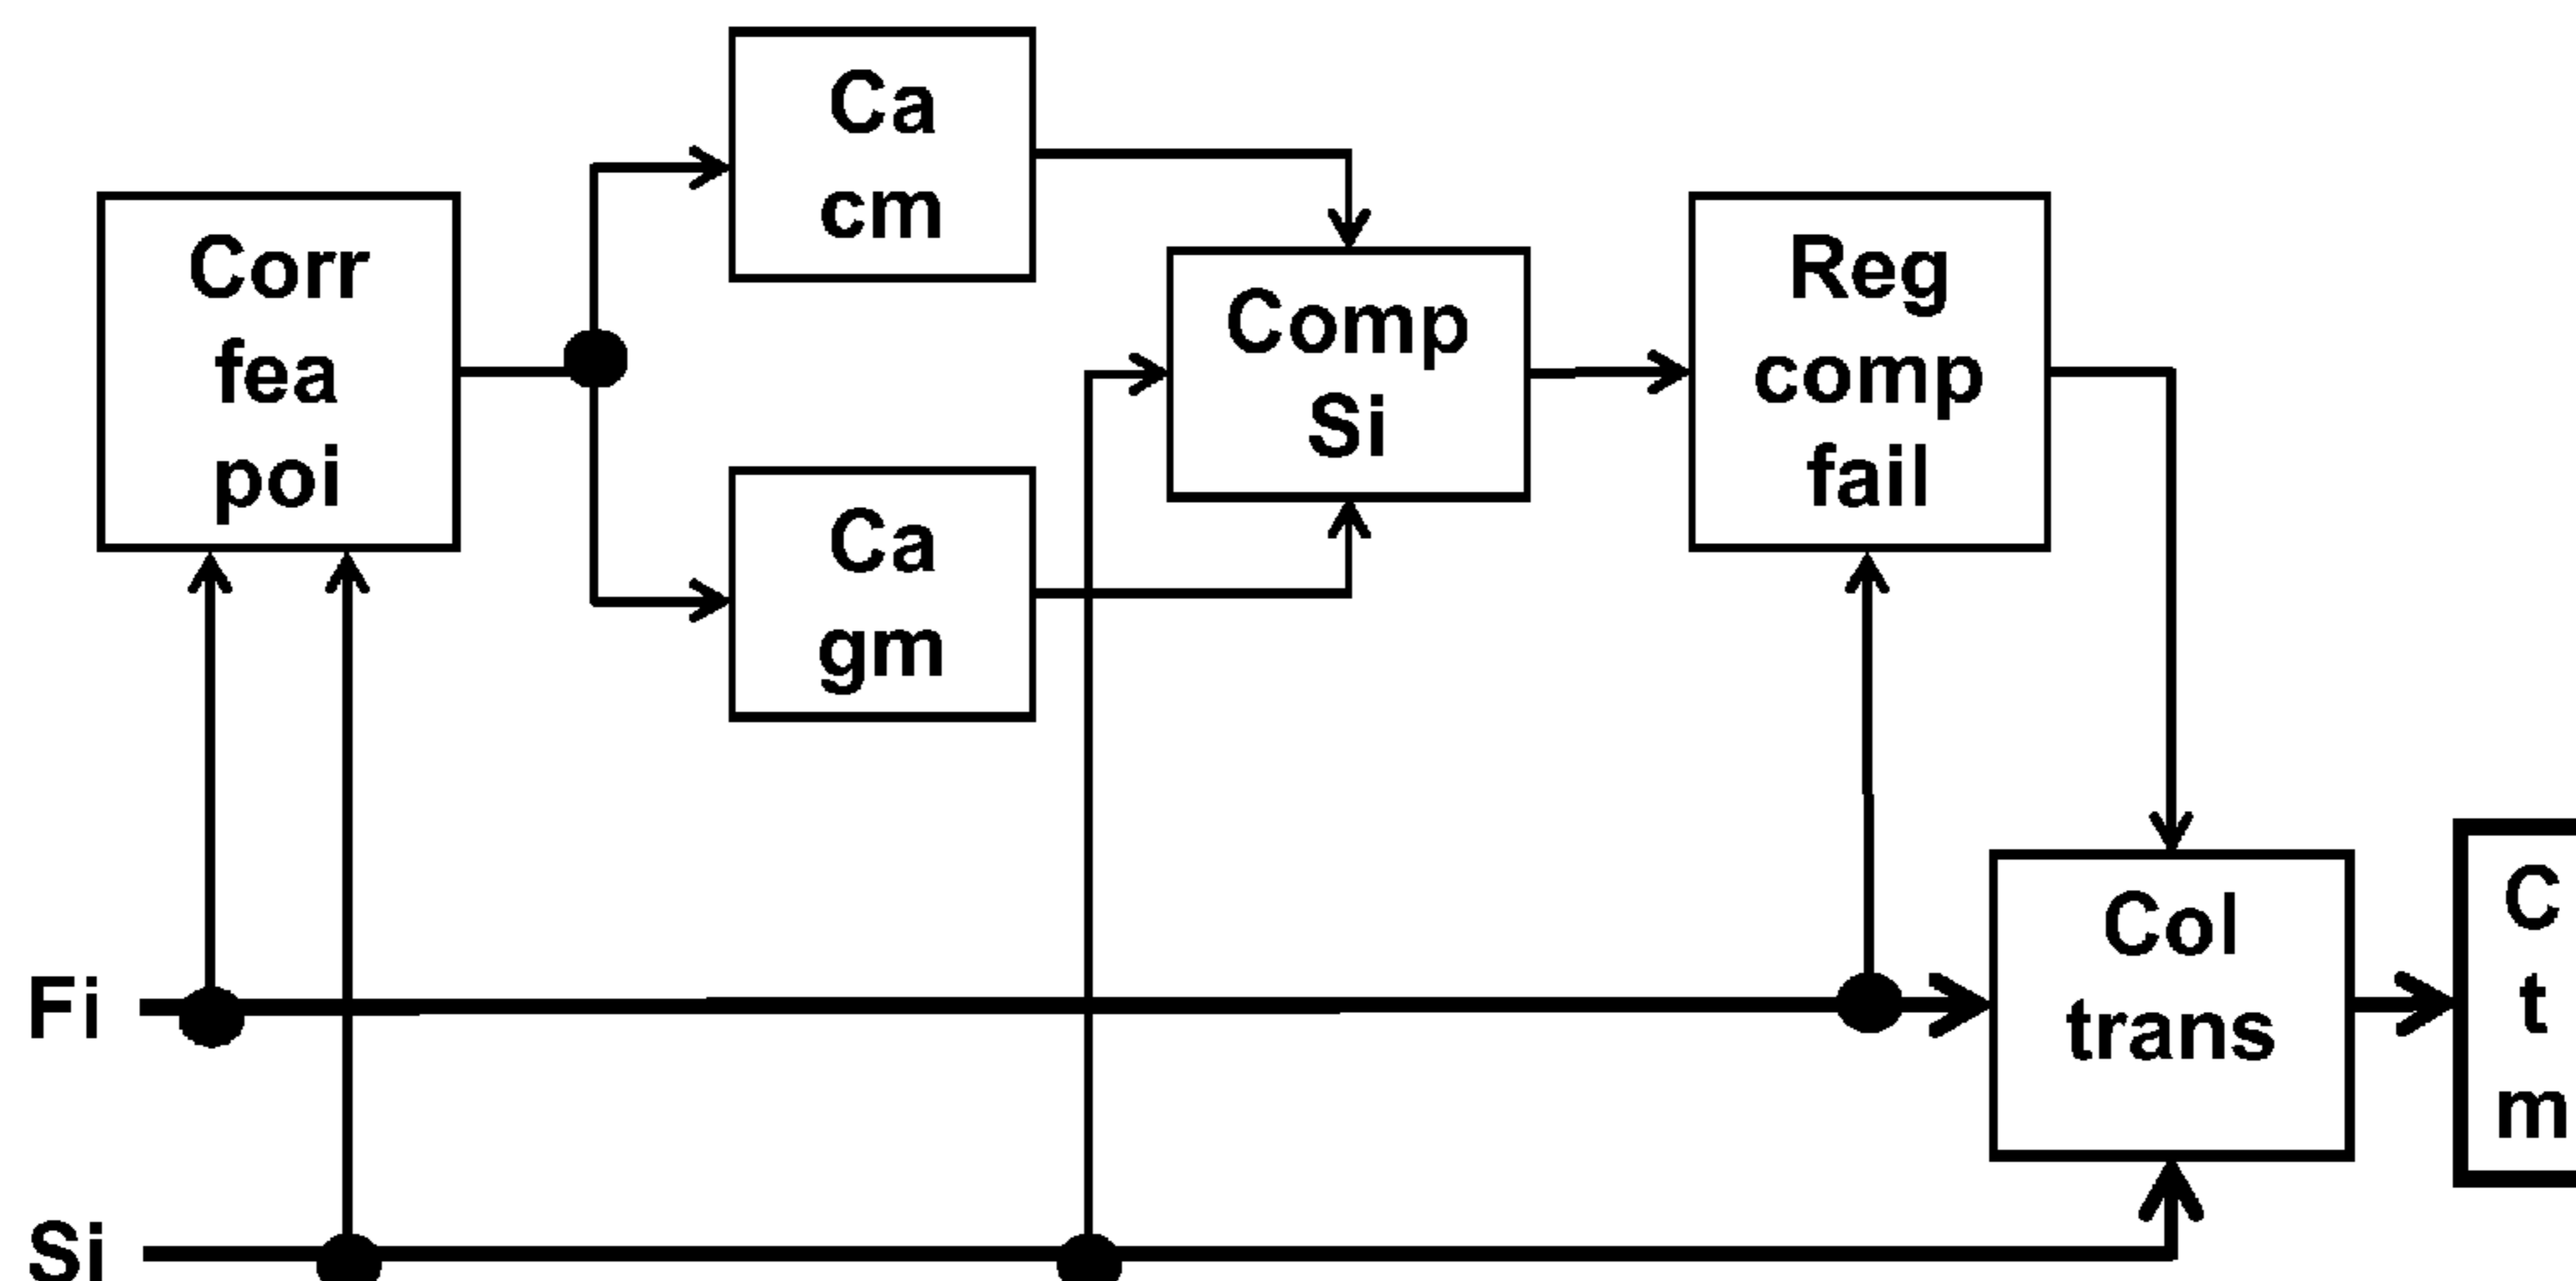 Ca
cm
Corr
fea
poi
Comp
Si
Reg
comp
fail
Ca
gm
Col
trans
C
t
m
Fi
Si